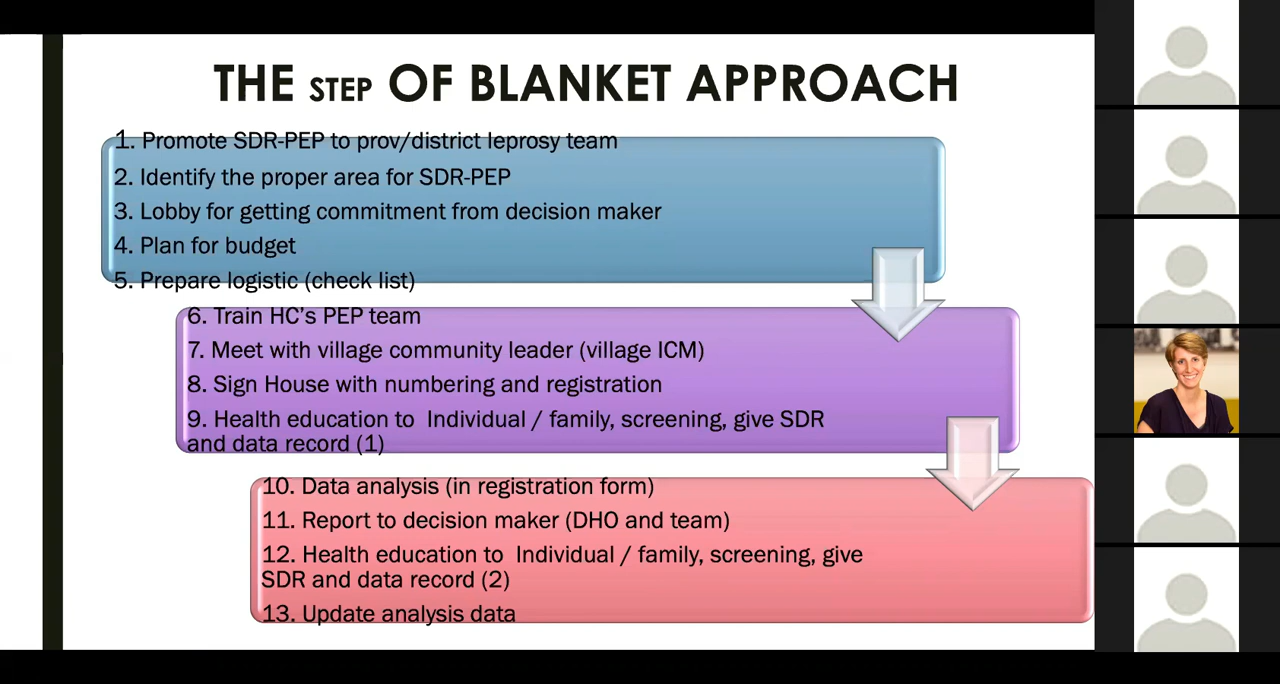 THE STEP OF BLANKET APPROACH
1. Promote SDR-PEP to prov/district leprosy team
2. Identify the proper area for SDR-PEP
3. Lobby for getting commitment from decision maker
4. Plan for budget
5. Prepare logistic (check list)
6. Train HC's PEP team
7. Meet with village community leader (village ICM)
8. Sign House with numbering and registration
9. Health education to  Individual / family, screening, give SDR
and data record (1)
10. Data analysis (in registration form)
11. Report to decision maker (DHO and team)
12. Health education to  Individual / family, screening, give
SDR and data record (2)
13. Update analysis data